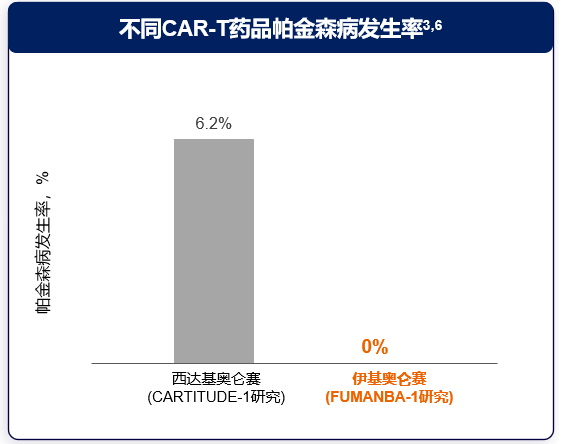 不同CAR-T药品帕金森病发生率3,6
6.2%
帕金森病发生率，%
0%
西达基奥仑赛
(CARTITUDE-1研究)
伊基奥仑赛
(FUMANBA-1研究)